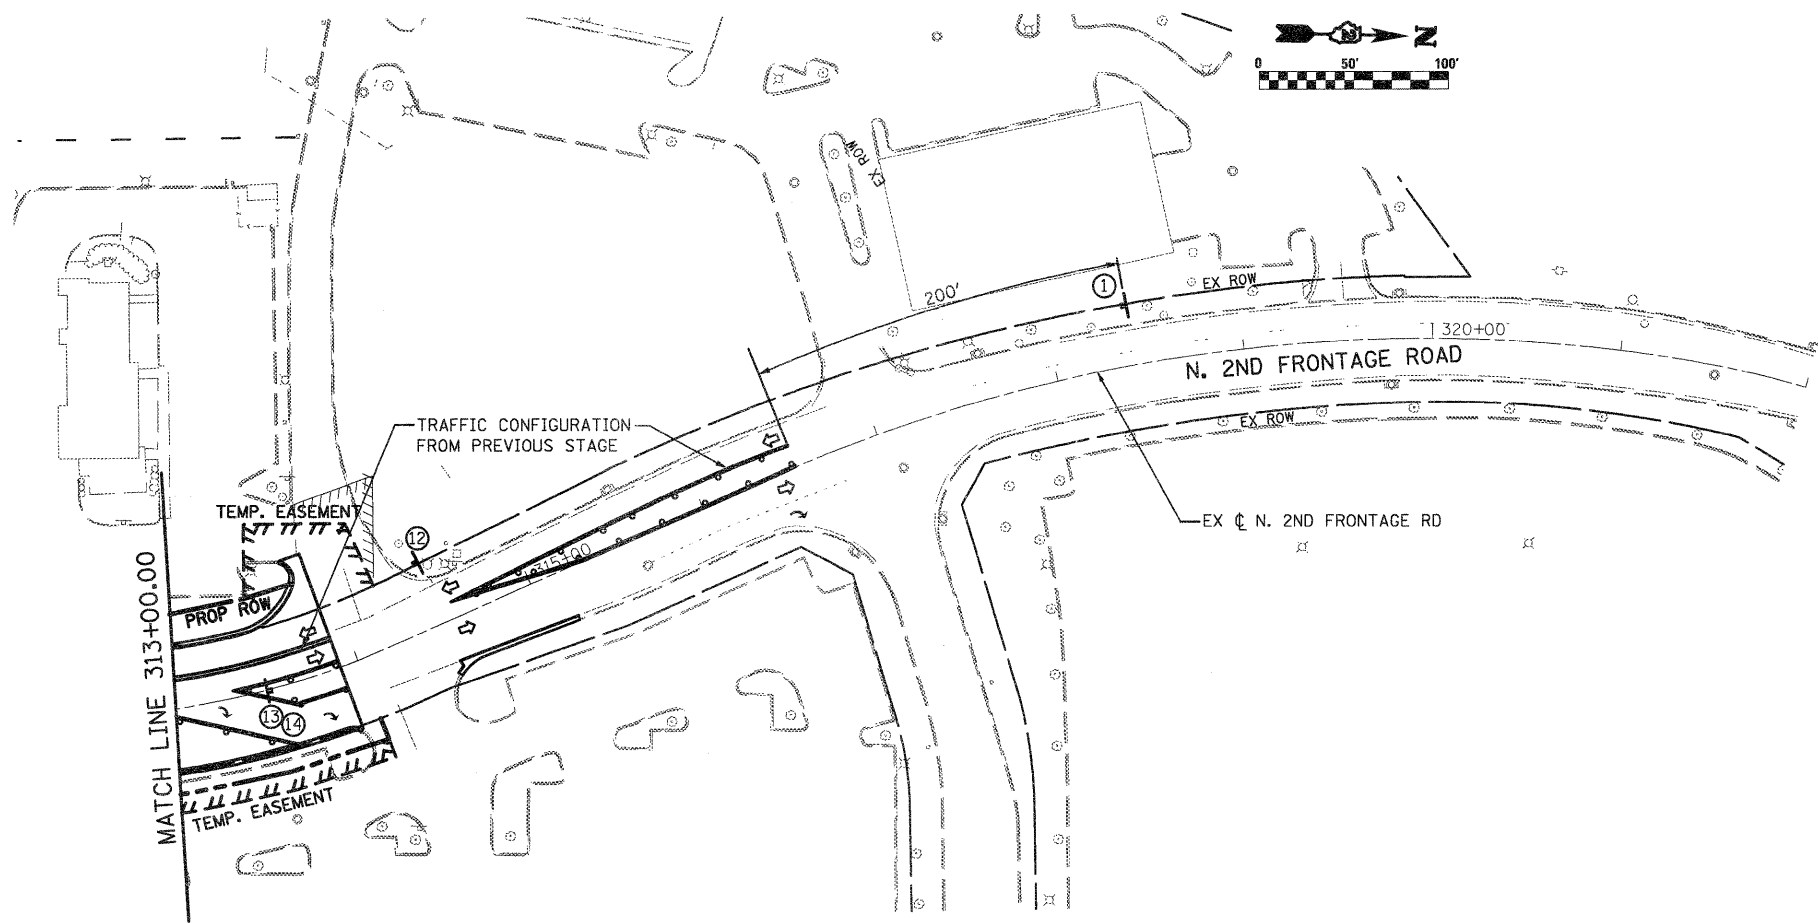 N
0 50' 100'
EX ROW
200'
1
EX ROW
320+00
N. 2ND FRONTAGE ROAD
EX ROW
TRAFFIC CONFIGURATION
FROM PREVIOUS STAGE
TEMP. EASEMENT
12
EX ℄ N. 2ND FRONTAGE RD
315+00
PROP ROW
13
14
MATCH LINE 313+00.00
TEMP. EASEMENT